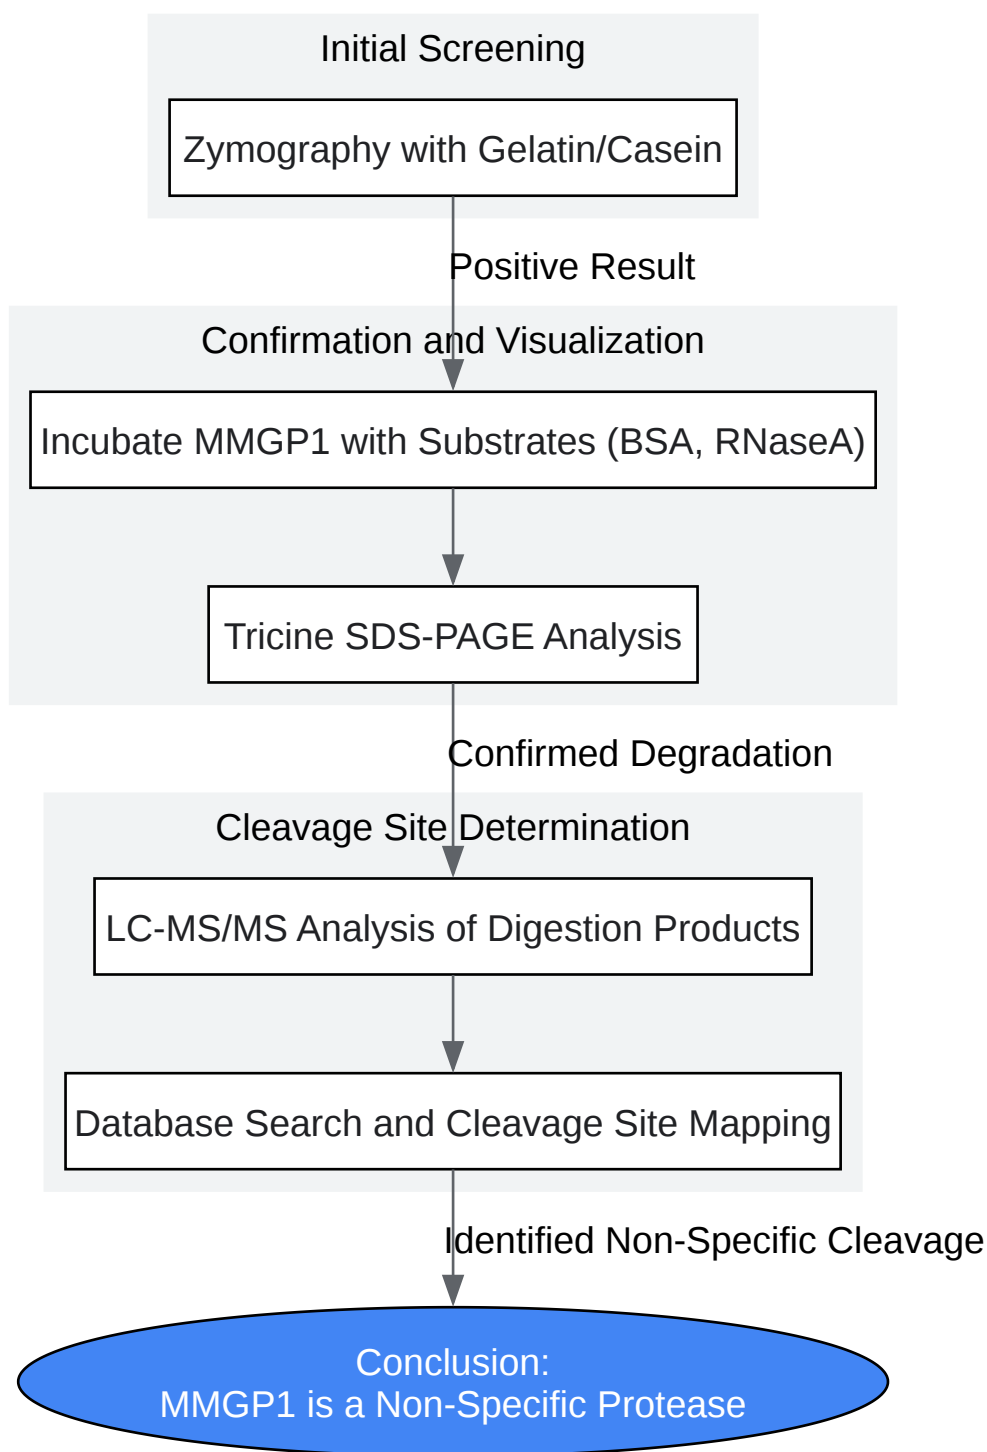 Initial Screening
Zymography with Gelatin/Casein
Positive Result
Confirmation and Visualization
Incubate MMGP1 with Substrates (BSA, RNaseA)
Tricine SDS-PAGE Analysis
Confirmed Degradation
Cleavage Site Determination
LC-MS/MS Analysis of Digestion Products
Database Search and Cleavage Site Mapping
Identified Non-Specific Cleavage
Conclusion:
MMGP1 is a Non-Specific Protease